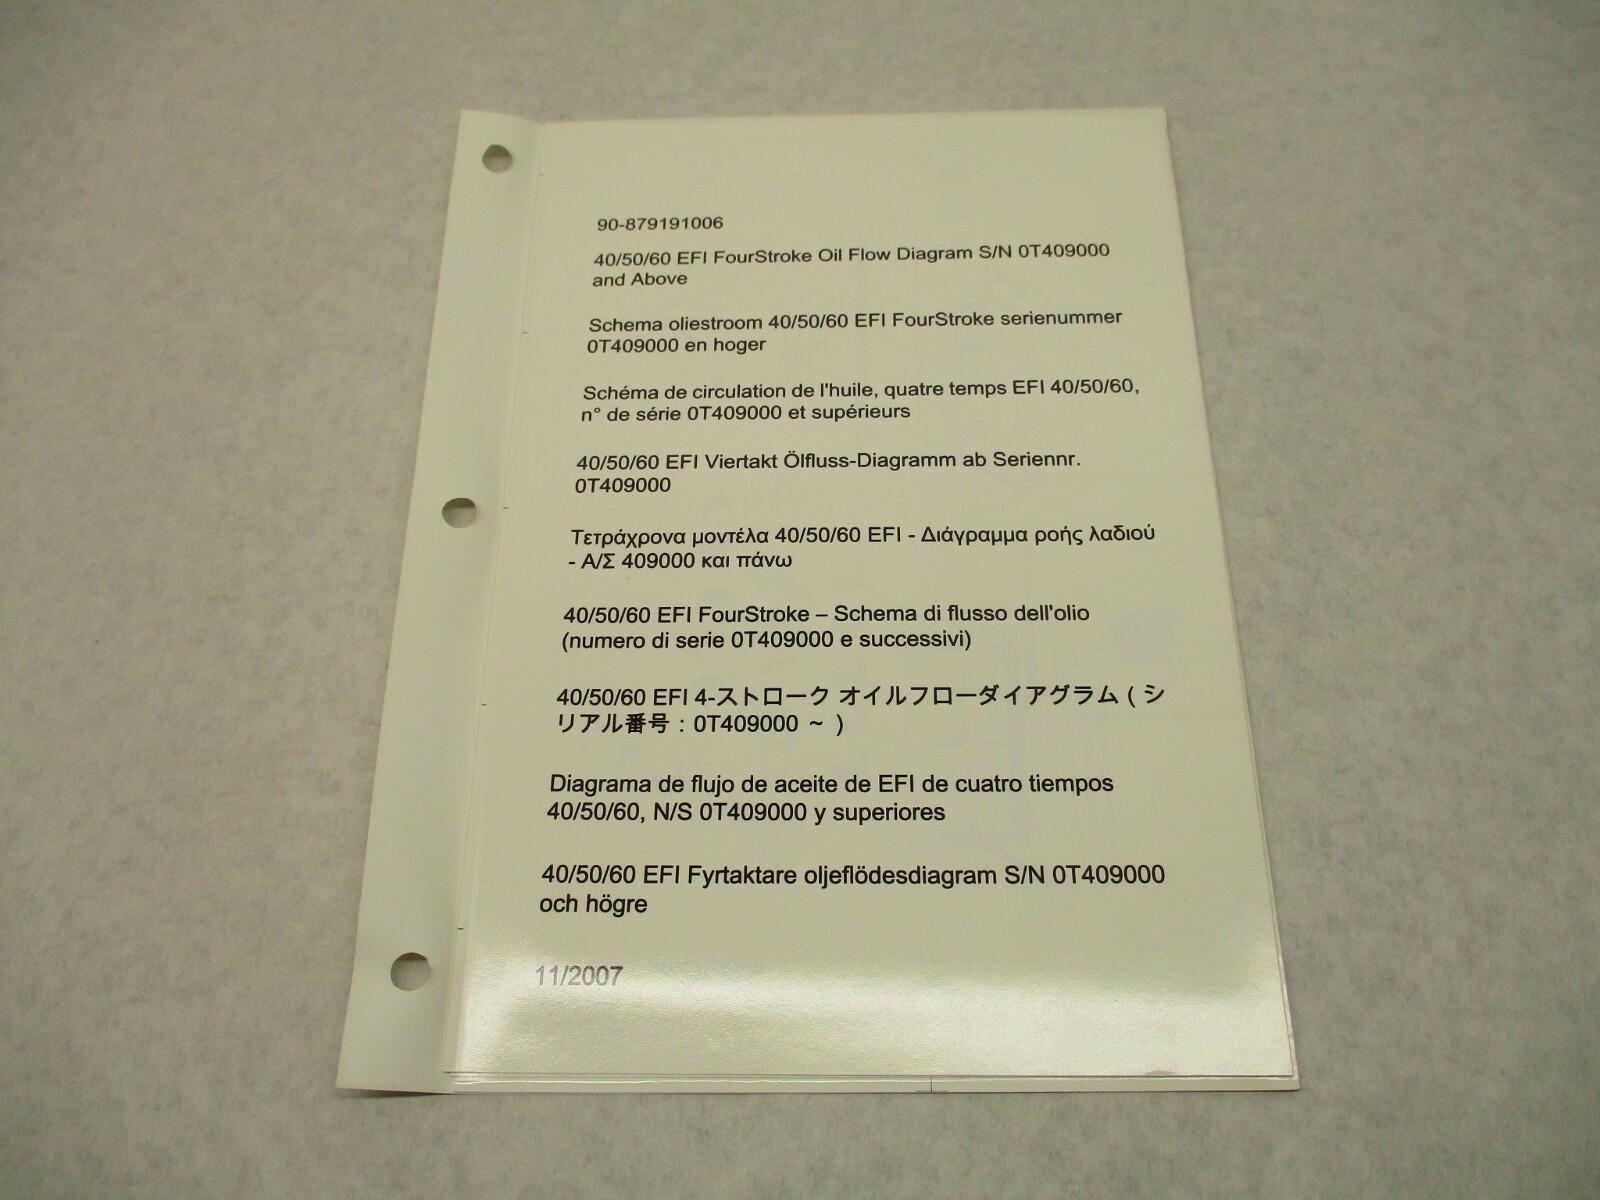 90-879191006
40/50/60 EFI FourStroke Oil Flow Diagram S/N 0T409000
and Above
Schema oliestroom 40/50/60 EFI FourStroke serienummer
0T409000 en hoger
Schéma de circulation de l'huile, quatre temps EFI 40/50/60,
n° de série 0T409000 et supérieurs
40/50/60 EFI Viertakt Ölfluss-Diagramm ab Seriennr.
0T409000
Τετράχρονα μοντέλα 40/50/60 EFI - Διάγραμμα ροής λαδιού
- Α/Σ 409000 και πάνω
40/50/60 EFI FourStroke – Schema di flusso dell'olio
(numero di serie 0T409000 e successivi)
40/50/60 EFI 4-ストローク オイルフローダイアグラム ( シ
リアル番号 : 0T409000 ～ )
Diagrama de flujo de aceite de EFI de cuatro tiempos
40/50/60, N/S 0T409000 y superiores
40/50/60 EFI Fyrtaktare oljeflödesdiagram S/N 0T409000
och högre
11/2007